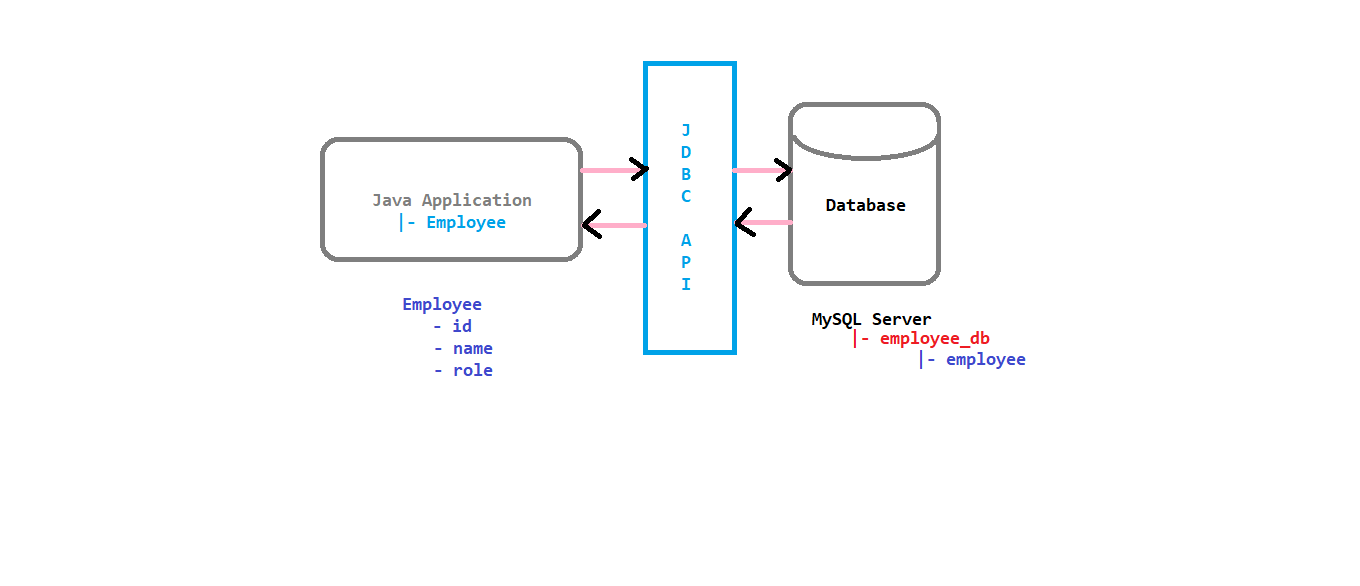 Java Application
|- Employee
Employee
- id
- name
- role
J
D
B
C
A
P
I
Database
MySQL Server
|- employee_db
|- employee